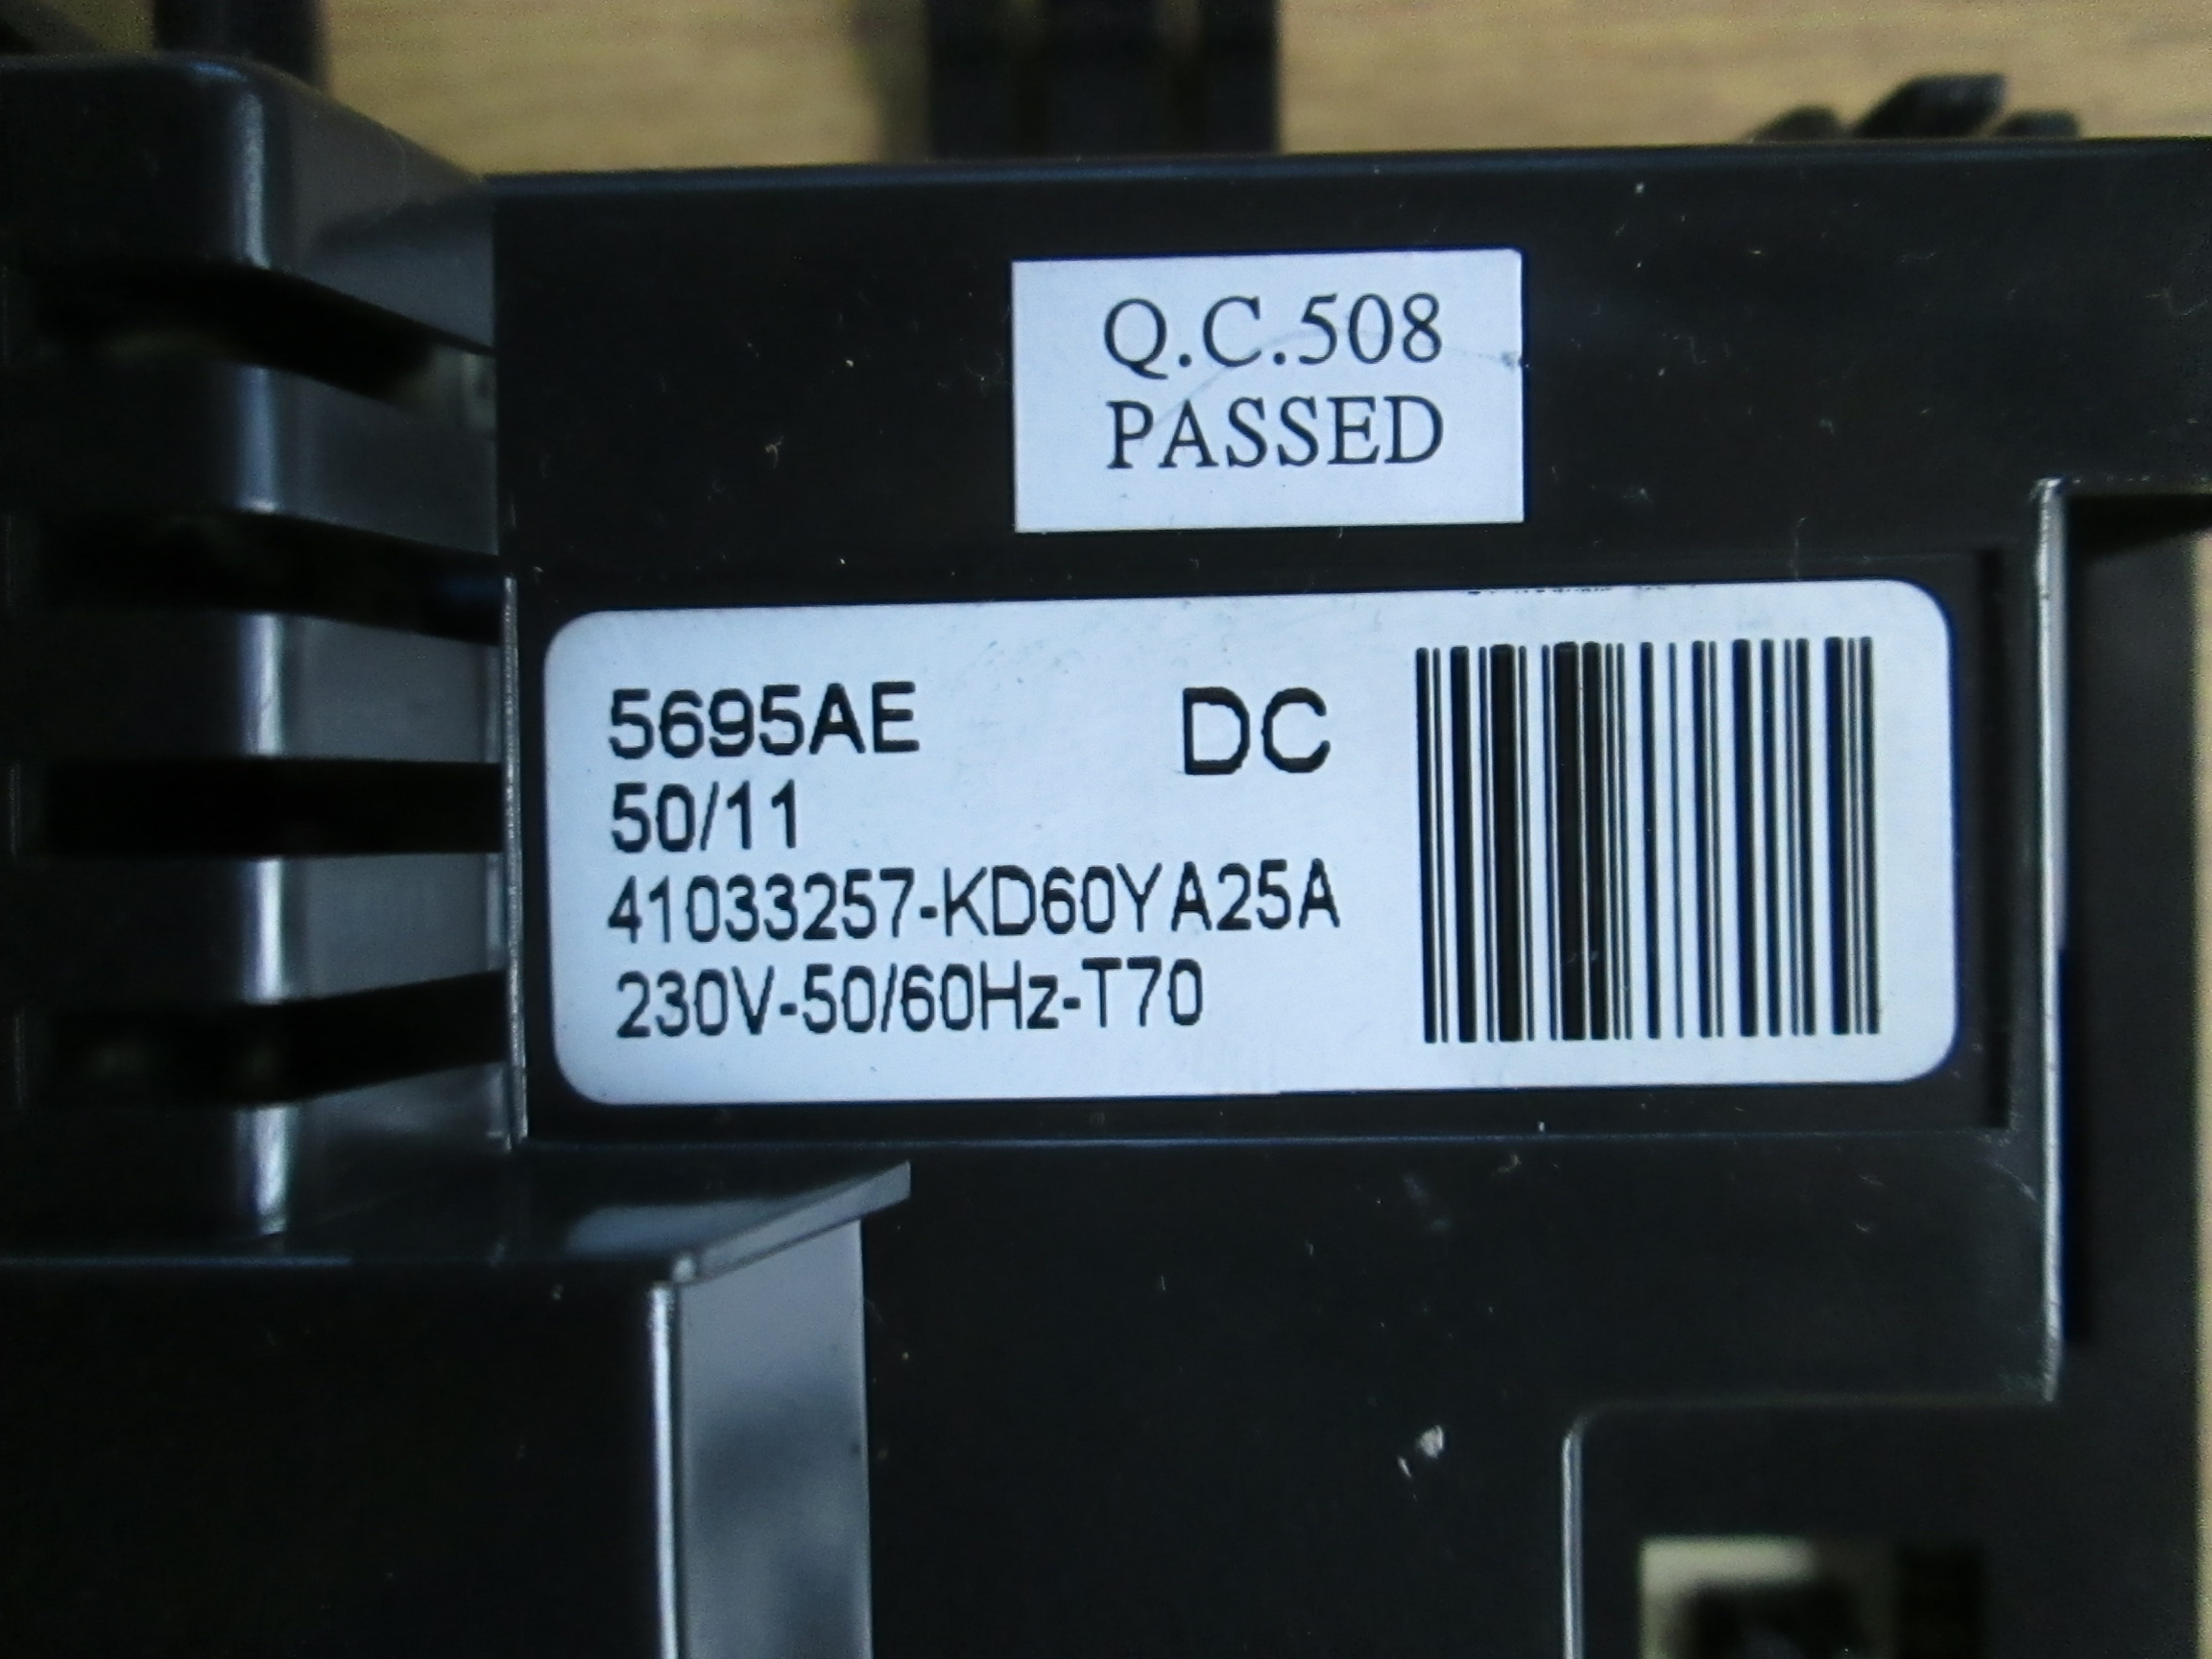 Q.C.508
PASSED
5695AE DC
50/11
41033257-KD60YA25A
230V-50/60Hz-T70